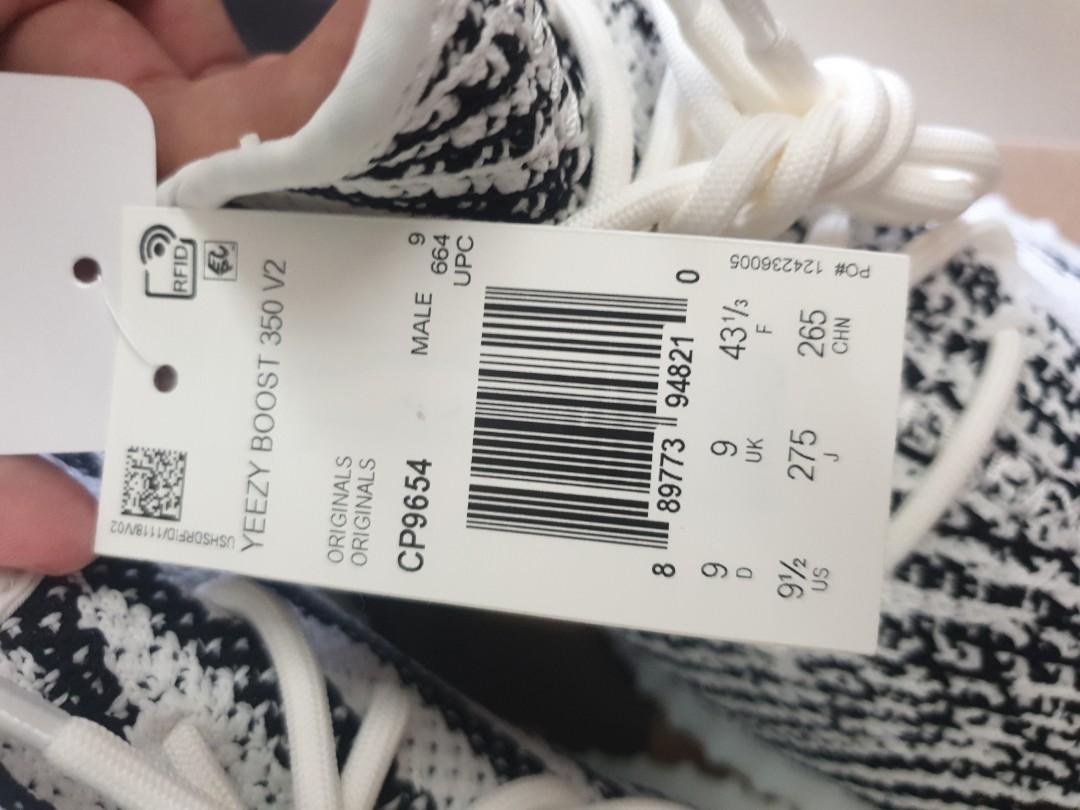 RFID
USHSDRFID/1118/V02
YEEZY BOOST 350 V2
ORIGINALS
ORIGINALS
CP9654 MALE 9
664
UPC
8 89773 94821 0
9 9 43 1/3
D UK F
9½ 275 265
US J CHN
PO# 124236005